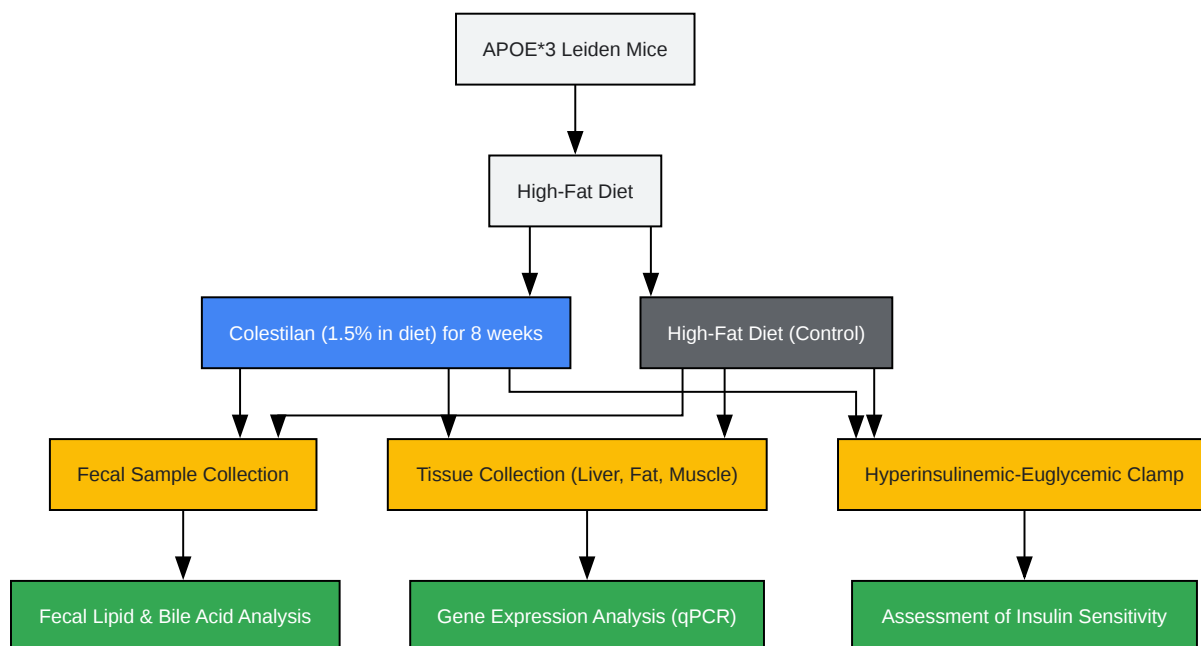 APOE*3 Leiden Mice
High-Fat Diet
Colestilan (1.5% in diet) for 8 weeks
High-Fat Diet (Control)
Fecal Sample Collection
Tissue Collection (Liver, Fat, Muscle)
Hyperinsulinemic-Euglycemic Clamp
Fecal Lipid & Bile Acid Analysis
Gene Expression Analysis (qPCR)
Assessment of Insulin Sensitivity